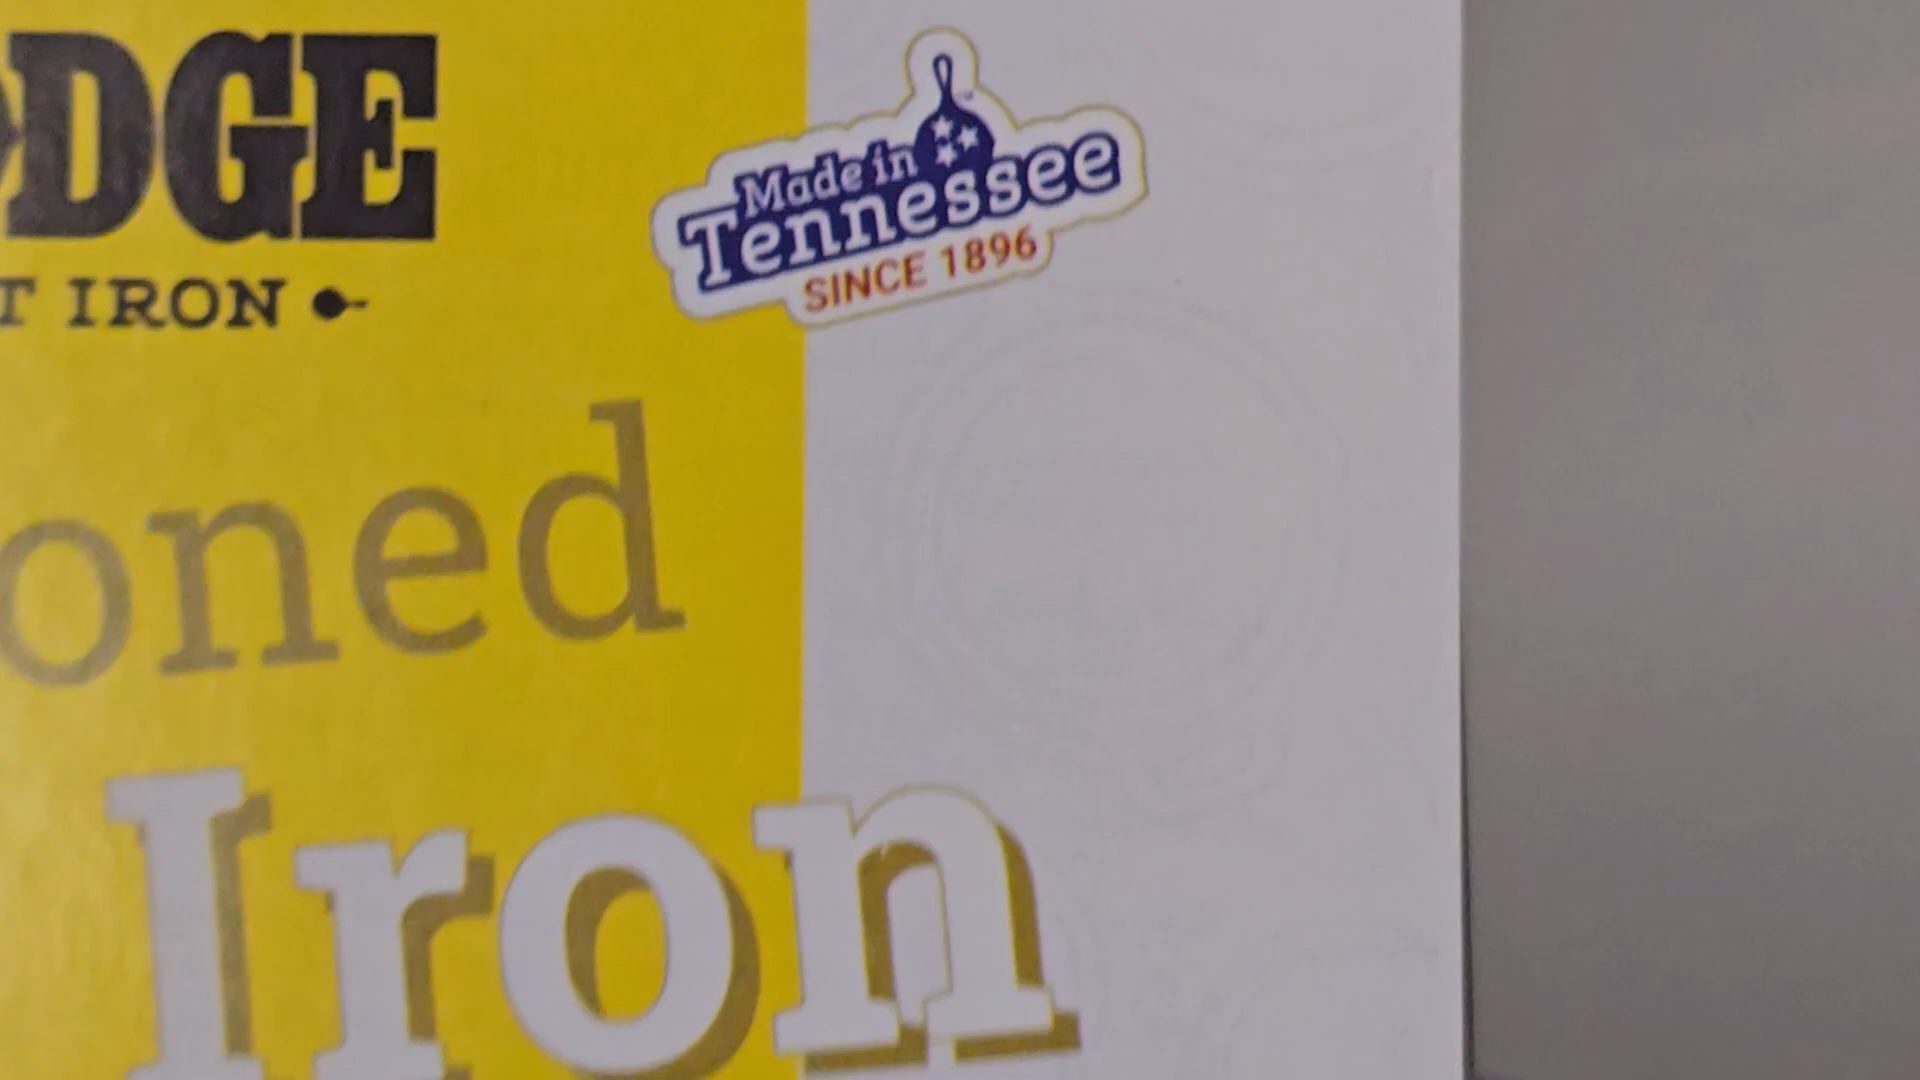 DGE
T IRON
Made in
Tennessee
SINCE 1896
oned
Iron